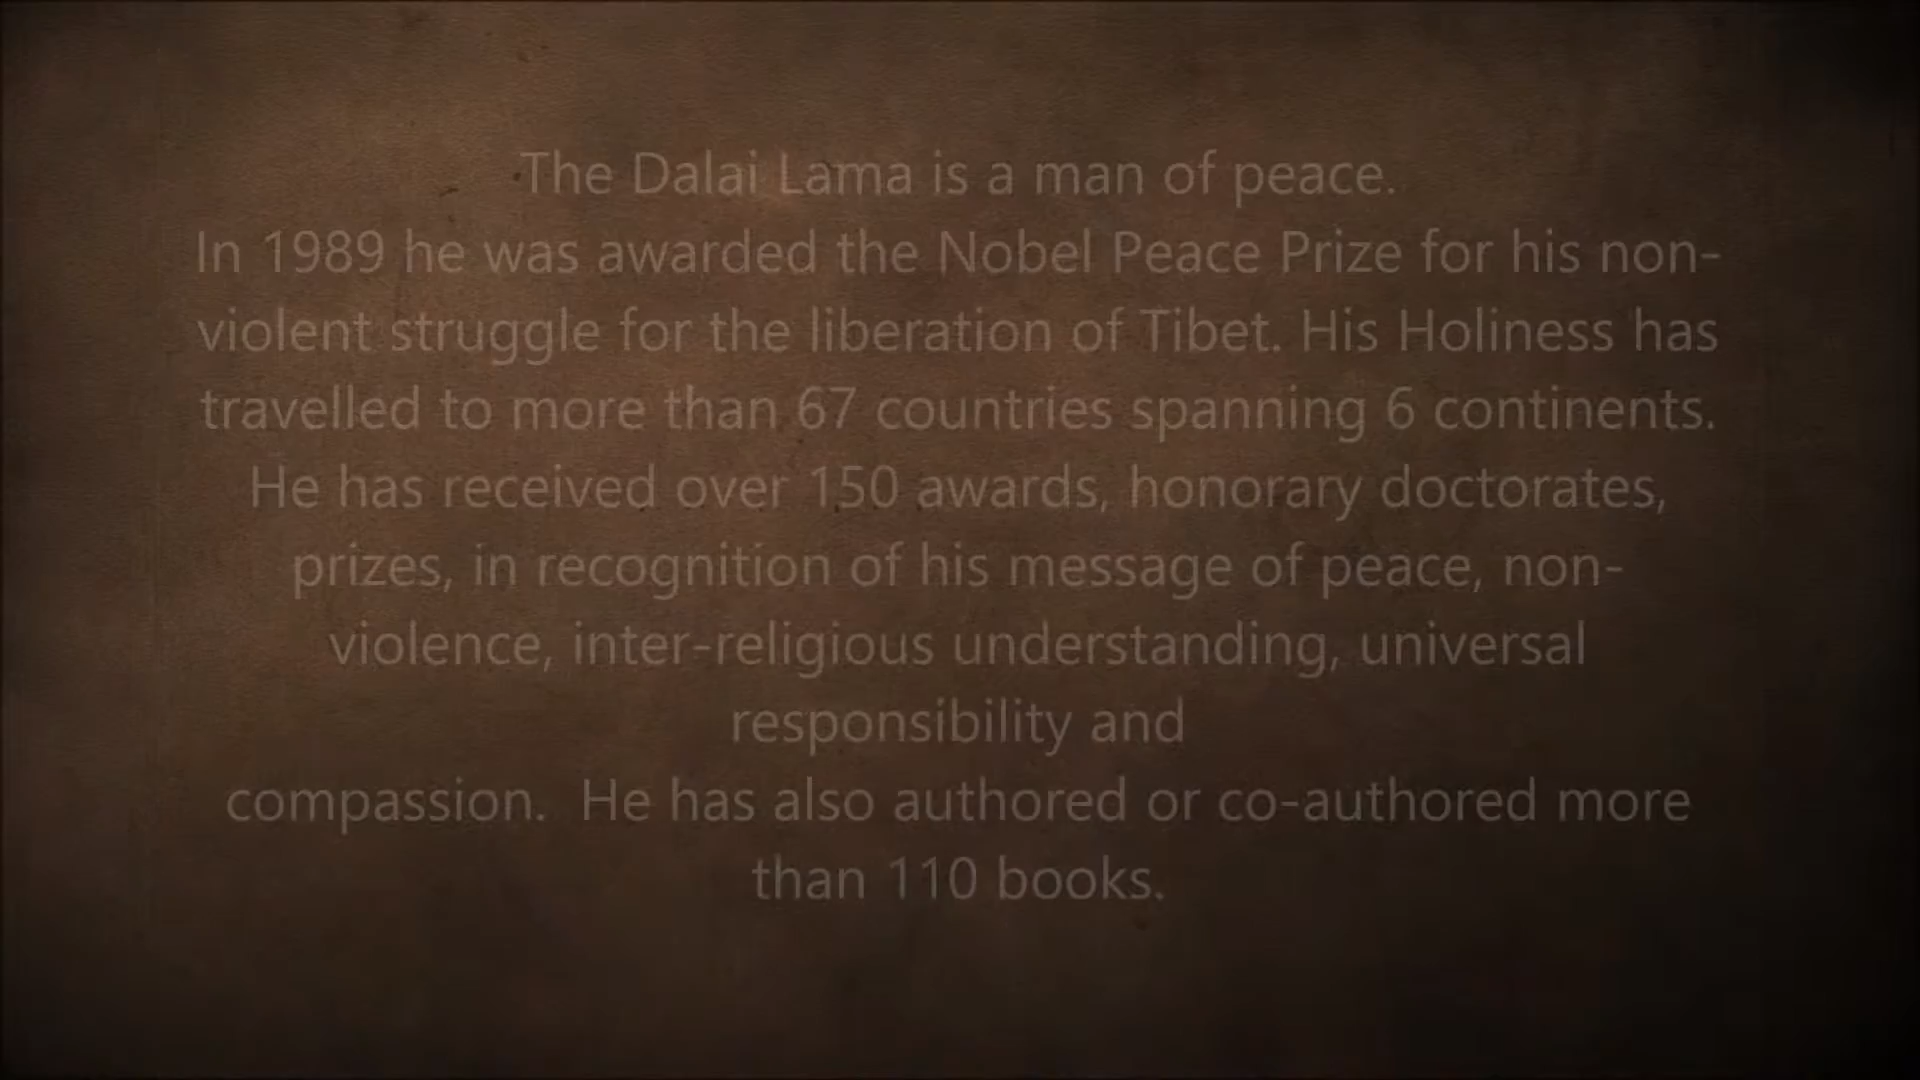 The Dalai Lama is a man of peace.
In 1989 he was awarded the Nobel Peace Prize for his non-
violent struggle for the liberation of Tibet. His Holiness has
travelled to more than 67 countries spanning 6 continents.
He has received over 150 awards, honorary doctorates,
prizes, in recognition of his message of peace, non-
violence, inter-religious understanding, universal
responsibility and
compassion.  He has also authored or co-authored more
than 110 books.